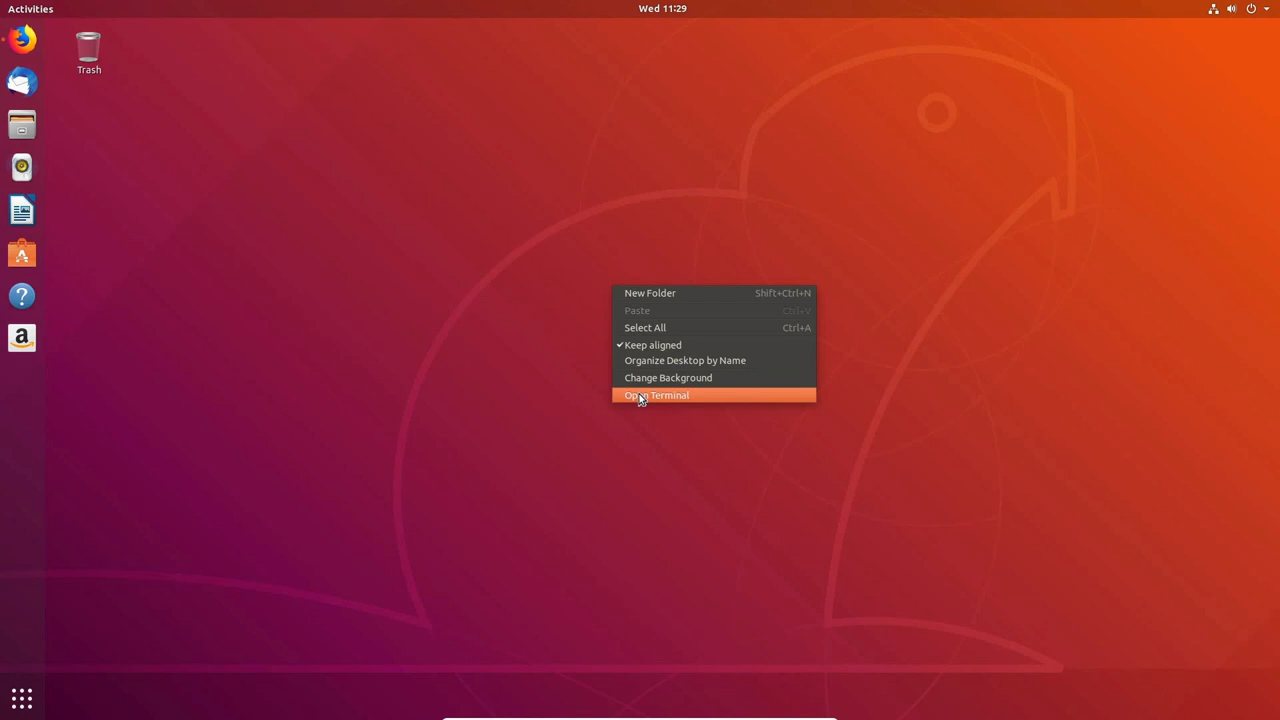 Activities
Wed 11:29
Trash
New Folder Shift+Ctrl+N
Paste Ctrl+V
Select All Ctrl+A
Keep aligned
Organize Desktop by Name
Change Background
Open Terminal